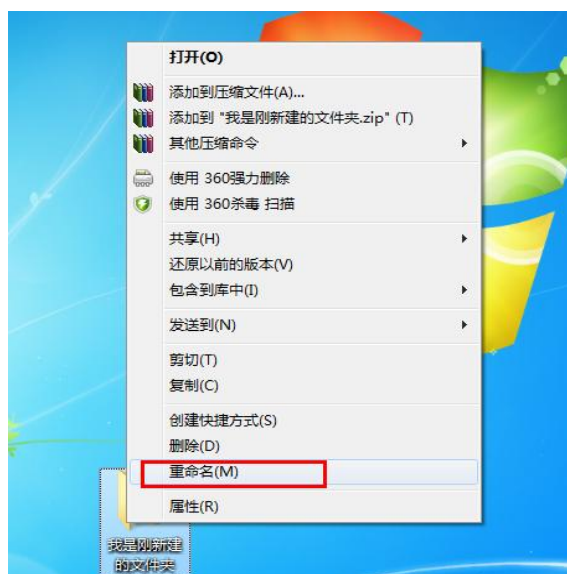 打开(O)
添加到压缩文件(A)...
添加到 "我是刚新建的文件夹.zip" (T)
其他压缩命令
使用 360强力删除
使用 360杀毒 扫描
共享(H)
还原以前的版本(V)
包含到库中(I)
发送到(N)
剪切(T)
复制(C)
创建快捷方式(S)
删除(D)
重命名(M)
属性(R)
我是刚新建
的文件夹